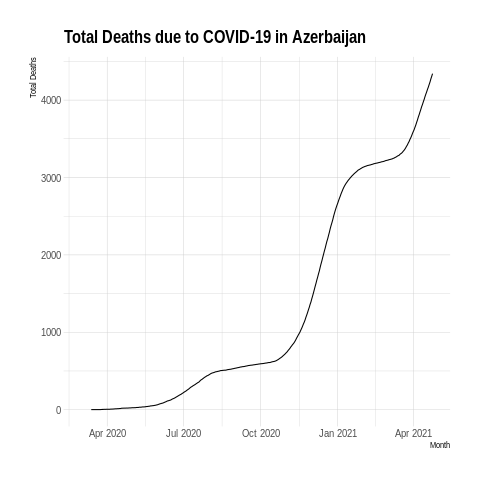 Total Deaths due to COVID-19 in Azerbaijan
Total Deaths
4000
3000
2000
1000
0
Apr 2020 Jul 2020 Oct 2020 Jan 2021 Apr 2021
Month